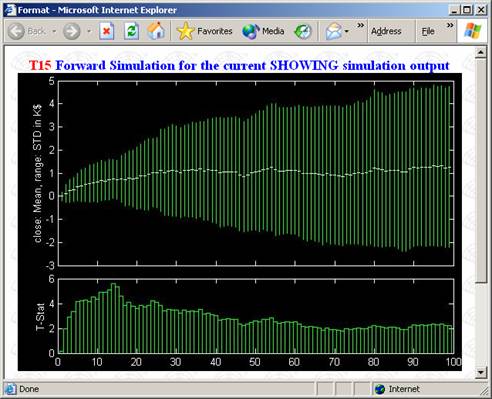 Format - Microsoft Internet Explorer
Back Favorites Media Address File
T15 Forward Simulation for the current SHOWING simulation output
close: Mean, range: STD in K$
5
4
3
2
1
0
-1
-2
-3
T-Stat
6
4
2
0
0 10 20 30 40 50 60 70 80 90 100
Done Internet